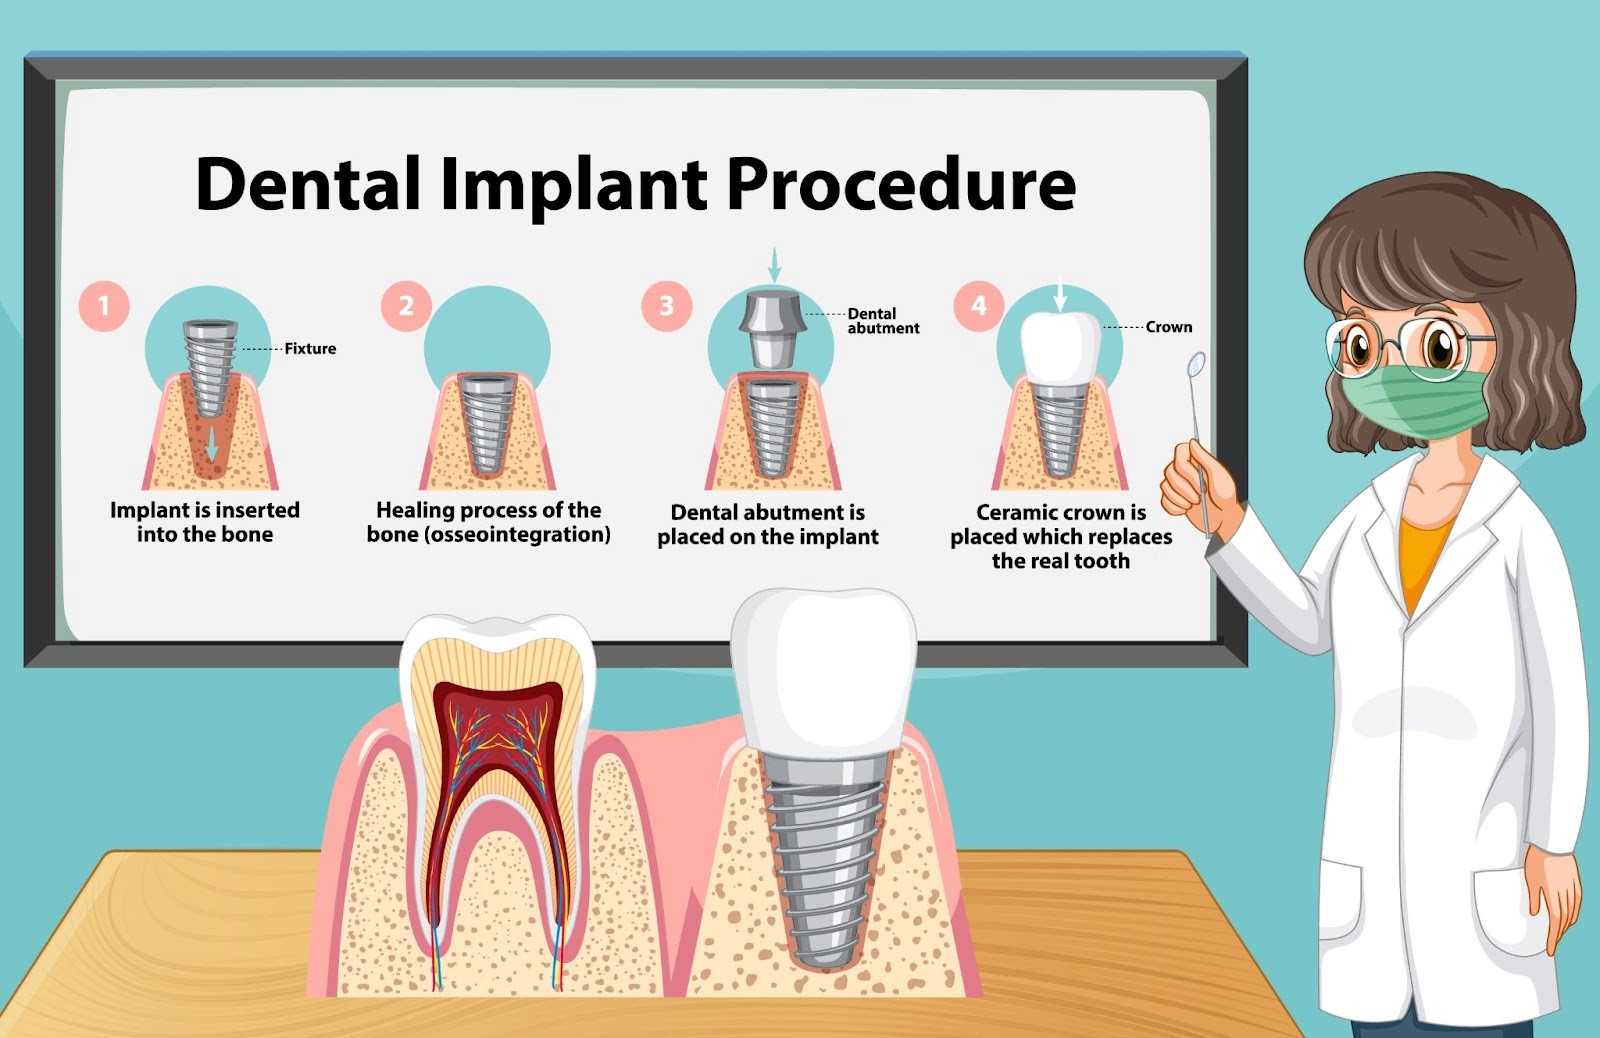 Dental Implant Procedure
1
Fixture
Implant is inserted
into the bone
2
Healing process of the
bone (osseointegration)
3
Dental
abutment
Dental abutment is
placed on the implant
4
Crown
Ceramic crown is
placed which replaces
the real tooth